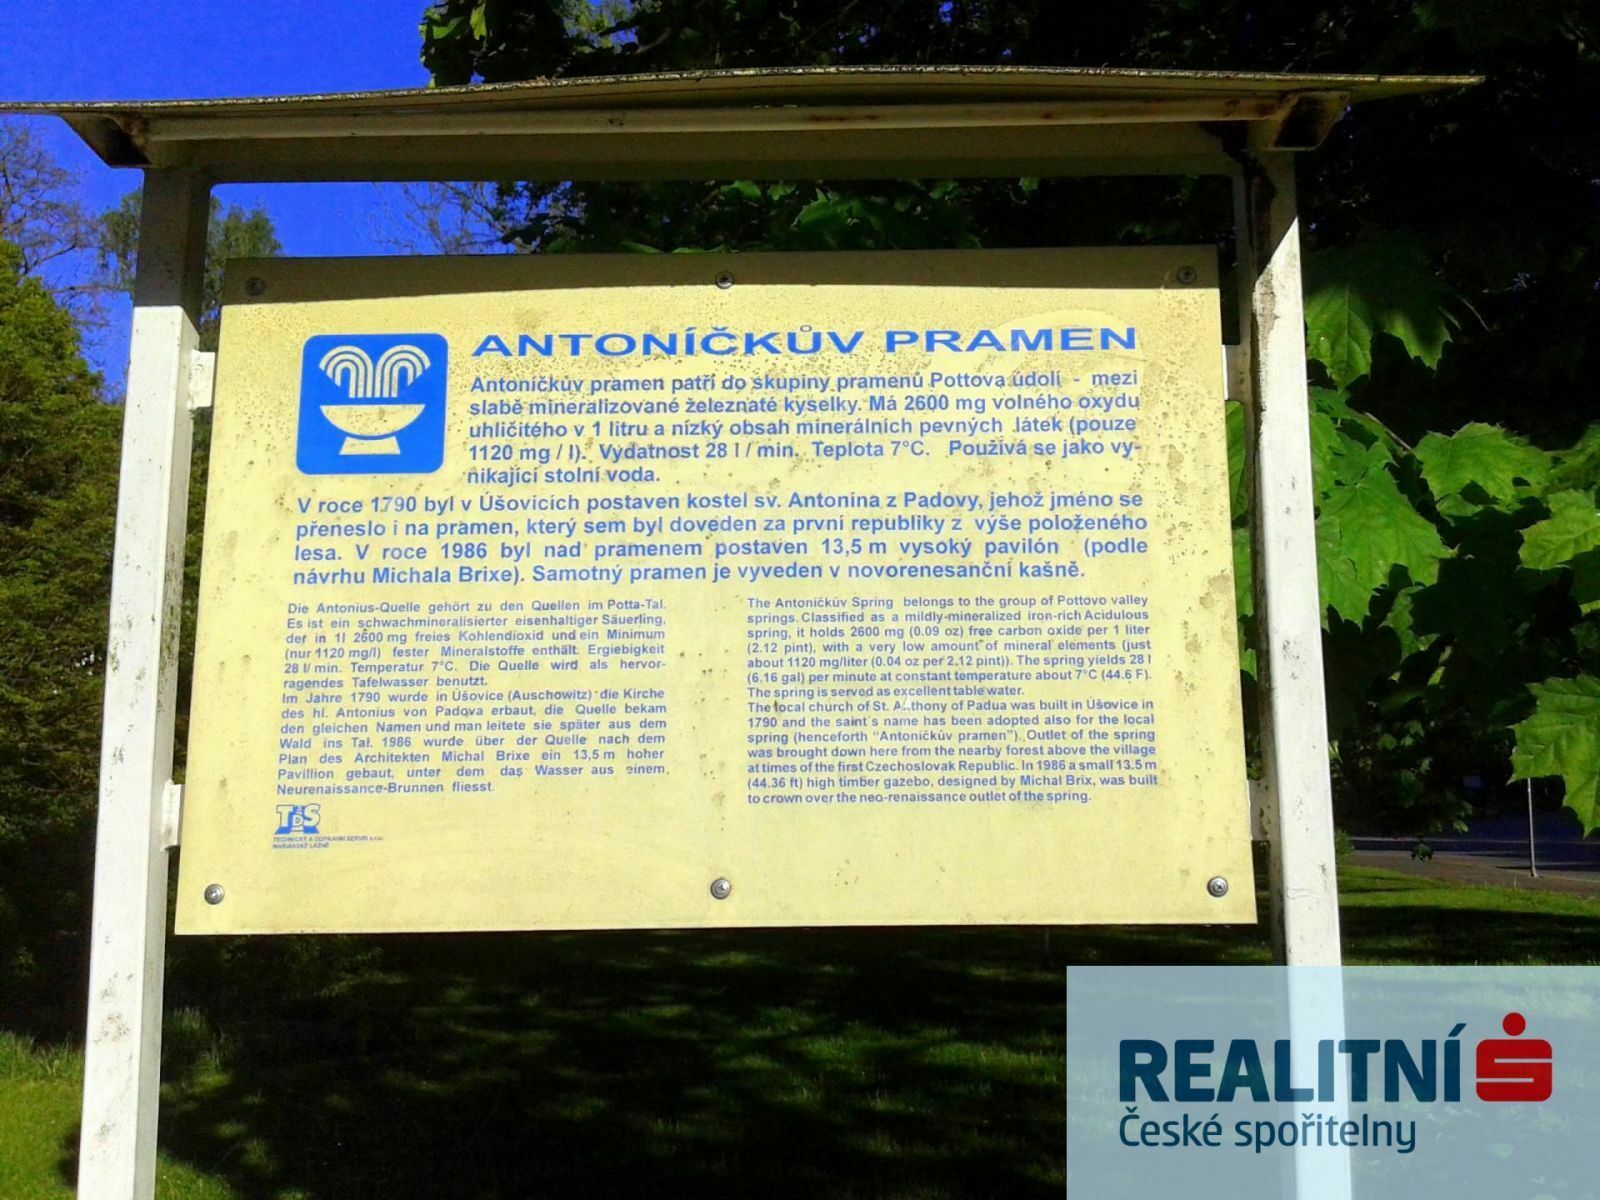 ANTONÍČKŮV PRAMEN
Antoníčkův pramen patří do skupiny pramenů Pottova údolí - mezi
slabě mineralizované železnaté kyselky. Má 2600 mg volného oxydu
uhličitého v 1 litru a nízký obsah minerálních pevných látek (pouze
1120 mg / l). Vydatnost 28 l / min. Teplota 7°C. Používá se jako vy-
nikající stolní voda.
V roce 1790 byl v Úšovicích postaven kostel sv. Antonína z Padovy, jehož jméno se
přeneslo i na pramen, který sem byl doveden za první republiky z výše položeného
lesa. V roce 1986 byl nad pramenem postaven 13,5 m vysoký pavilón (podle
návrhu Michala Brixe). Samotný pramen je vyveden v novorenesanční kašně.
Die Antonius-Quelle gehört zu den Quellen im Potta-Tal.
Es ist ein schwachmineralisierter eisenhaltiger Säuerling,
der in 1l 2600 mg freies Kohlendioxid und ein Minimum
(nur 1120 mg/l) fester Mineralstoffe enthält. Ergiebigkeit
28 l/ min. Temperatur 7°C. Die Quelle wird als hervor-
ragendes Tafelwasser benutzt.
Im Jahre 1790 wurde in Úšovice (Auschowitz) die Kirche
des hl. Antonius von Padova erbaut, die Quelle bekam
den gleichen Namen und man leitete sie später aus dem
Wald ins Tal. 1986 wurde über der Quelle nach dem
Plan des Architekten Michal Brixe ein 13,5 m hoher
Pavillion gebaut, unter dem das Wasser aus einem
Neurenaissance-Brunnen fliesst.
The Antoníčkův Spring belongs to the group of Pottovo valley
springs. Classified as a mildly-mineralized iron-rich Acidulous
spring, it holds 2600 mg (0.09 oz) free carbon oxide per 1 liter
(2.12 pint), with a very low amount of mineral elements (just
about 1120 mg/liter (0.04 oz per 2.12 pint)). The spring yields 28 l
(6.16 gal) per minute at constant temperature about 7°C (44.6 F).
The spring is served as excellent table water.
The local church of St. Anthony of Padua was built in Úšovice in
1790 and the saint´s name has been adopted also for the local
spring (henceforth "Antoníčkův pramen"). Outlet of the spring
was brought down here from the nearby forest above the village
at times of the first Czechoslovak Republic. In 1986 a small 13.5 m
(44.36 ft) high timber gazebo, designed by Michal Brix, was built
to crown over the neo-renaissance outlet of the spring.
TDS
TECHNICKÝ A DOPRAVNÍ SERVIS s.r.o.
MARIÁNSKÉ LÁZNĚ
REALITNÍ
České spořitelny